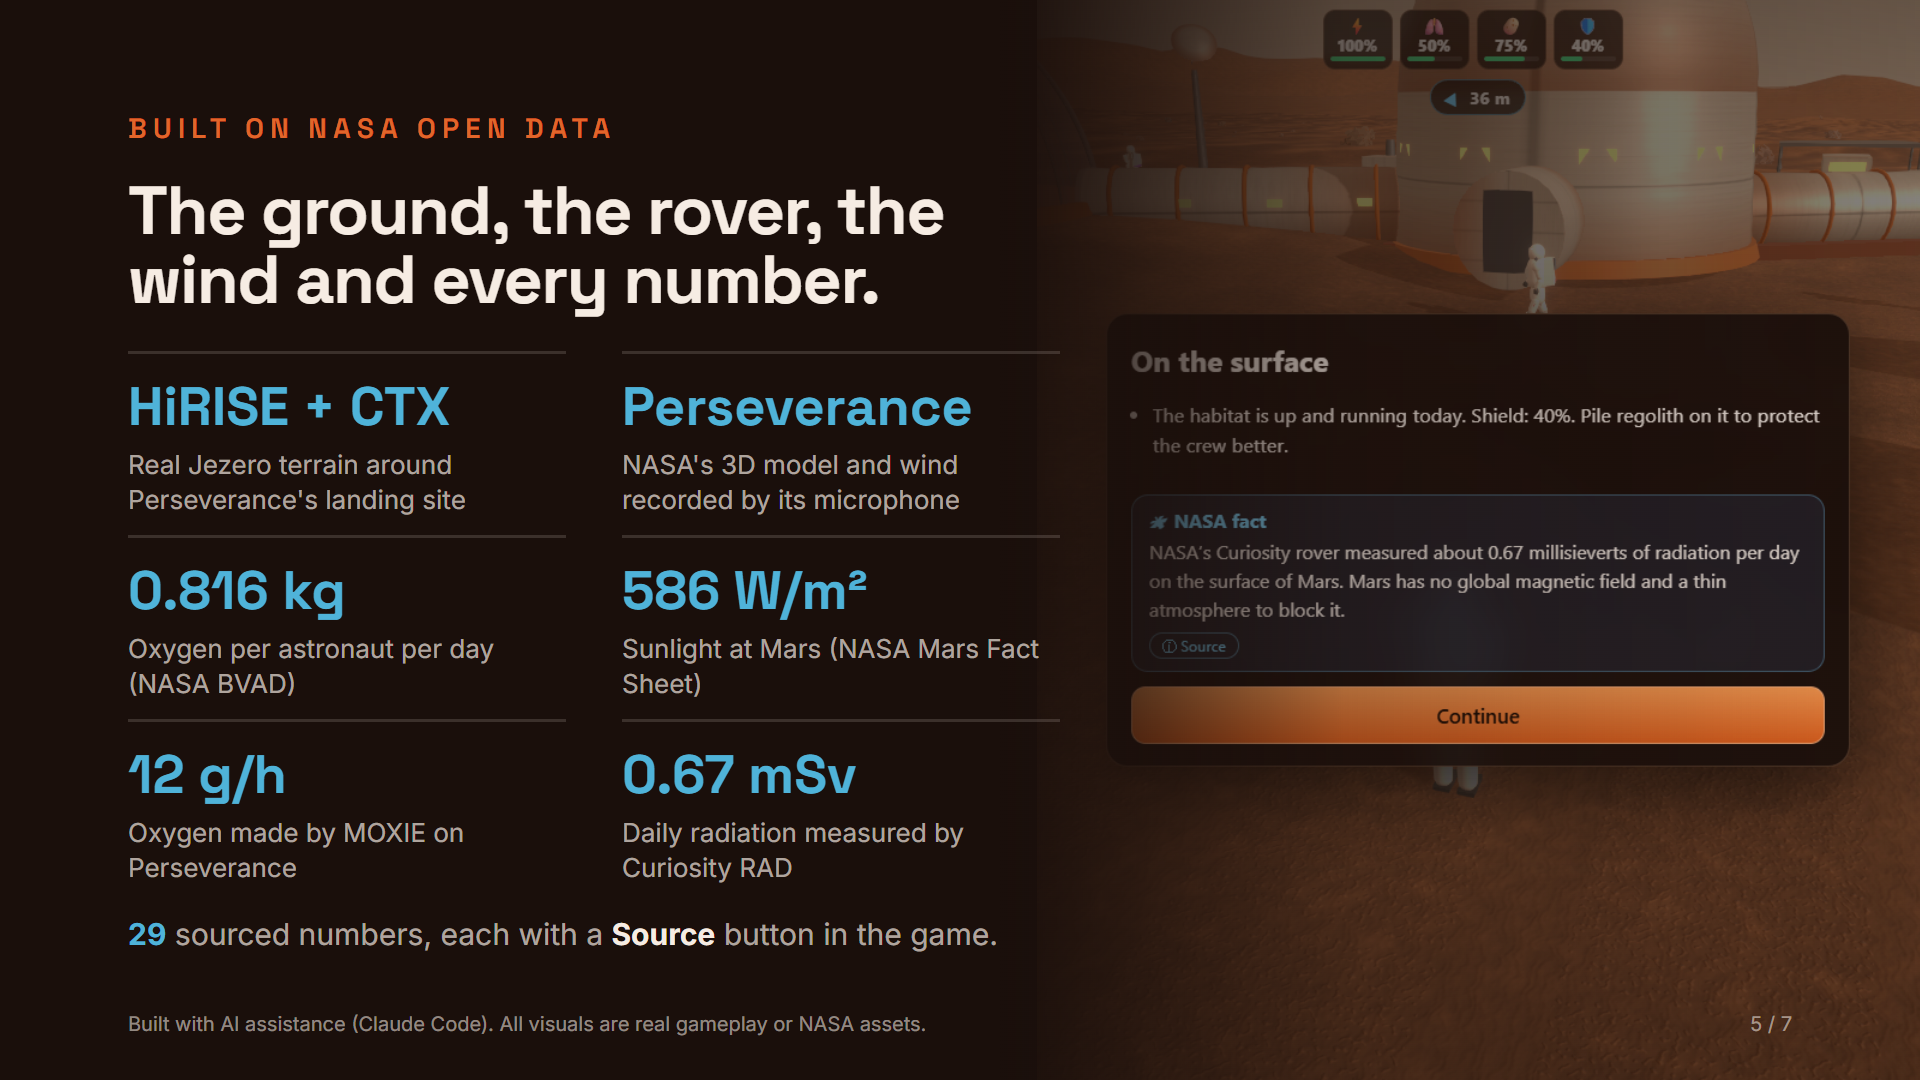 BUILT ON NASA OPEN DATA
The ground, the rover, the
wind and every number.
HiRISE + CTX
Real Jezero terrain around
Perseverance's landing site
Perseverance
NASA's 3D model and wind
recorded by its microphone
0.816 kg
Oxygen per astronaut per day
(NASA BVAD)
586 W/m²
Sunlight at Mars (NASA Mars Fact
Sheet)
12 g/h
Oxygen made by MOXIE on
Perseverance
0.67 mSv
Daily radiation measured by
Curiosity RAD
29 sourced numbers, each with a Source button in the game.
Built with AI assistance (Claude Code). All visuals are real gameplay or NASA assets.
100%
50%
75%
40%
36 m
On the surface
• The habitat is up and running today. Shield: 40%. Pile regolith on it to protect
the crew better.
NASA fact
NASA's Curiosity rover measured about 0.67 millisieverts of radiation per day
on the surface of Mars. Mars has no global magnetic field and a thin
atmosphere to block it.
Source
Continue
5 / 7